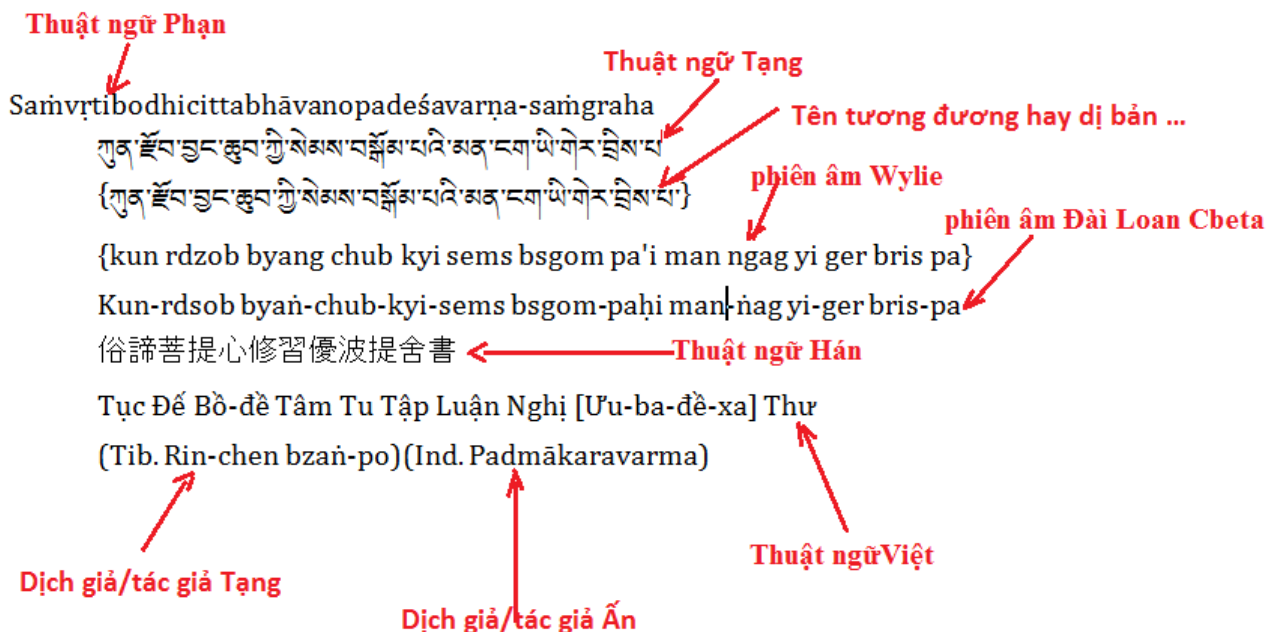 Thuật ngữ Phạn
Thuật ngữ Tạng
Saṁvṛtibodhicittabhāvanopadeśavarṇa-saṁgraha
Tên tương đương hay dị bản ...
ཀུན་རྫོབ་བྱང་ཆུབ་ཀྱི་སེམས་བསྒོམ་པའི་མན་ངག་ཡི་གེར་བྲིས་པ
phiên âm Wylie
{ཀུན་རྫོབ་བྱང་ཆུབ་ཀྱི་སེམས་བསྒོམ་པའི་མན་ངག་ཡི་གེར་བྲིས་པ་}
phiên âm Đài Loan Cbeta
{kun rdzob byang chub kyi sems bsgom pa'i man ngag yi ger bris pa}
Kun-rdsob byaṅ-chub-kyi-sems bsgom-paḥi man-ṅag yi-ger bris-pa
俗諦菩提心修習優波提舍書
Thuật ngữ Hán
Tục Đế Bồ-đề Tâm Tu Tập Luận Nghị [Ưu-ba-đề-xa] Thư
(Tib. Rin-chen bzaṅ-po)(Ind. Padmākaravarma)
Thuật ngữViệt
Dịch giả/tác giả Tạng
Dịch giả/tác giả Ấn